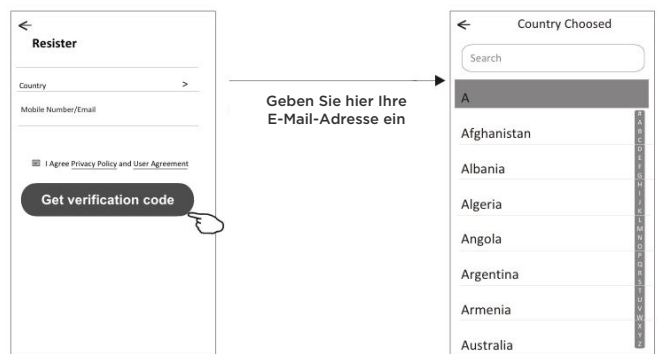 Resister
Country >
Mobile Number/Email
I Agree Privacy Policy and User Agreement
Get verification code
Geben Sie hier Ihre
E-Mail-Adresse ein
Country Choosed
Search
A
Afghanistan
Albania
Algeria
Angola
Argentina
Armenia
Australia
#
A
B
C
D
E
F
G
H
I
J
K
L
M
N
O
P
Q
R
S
T
U
V
W
X
Y
Z